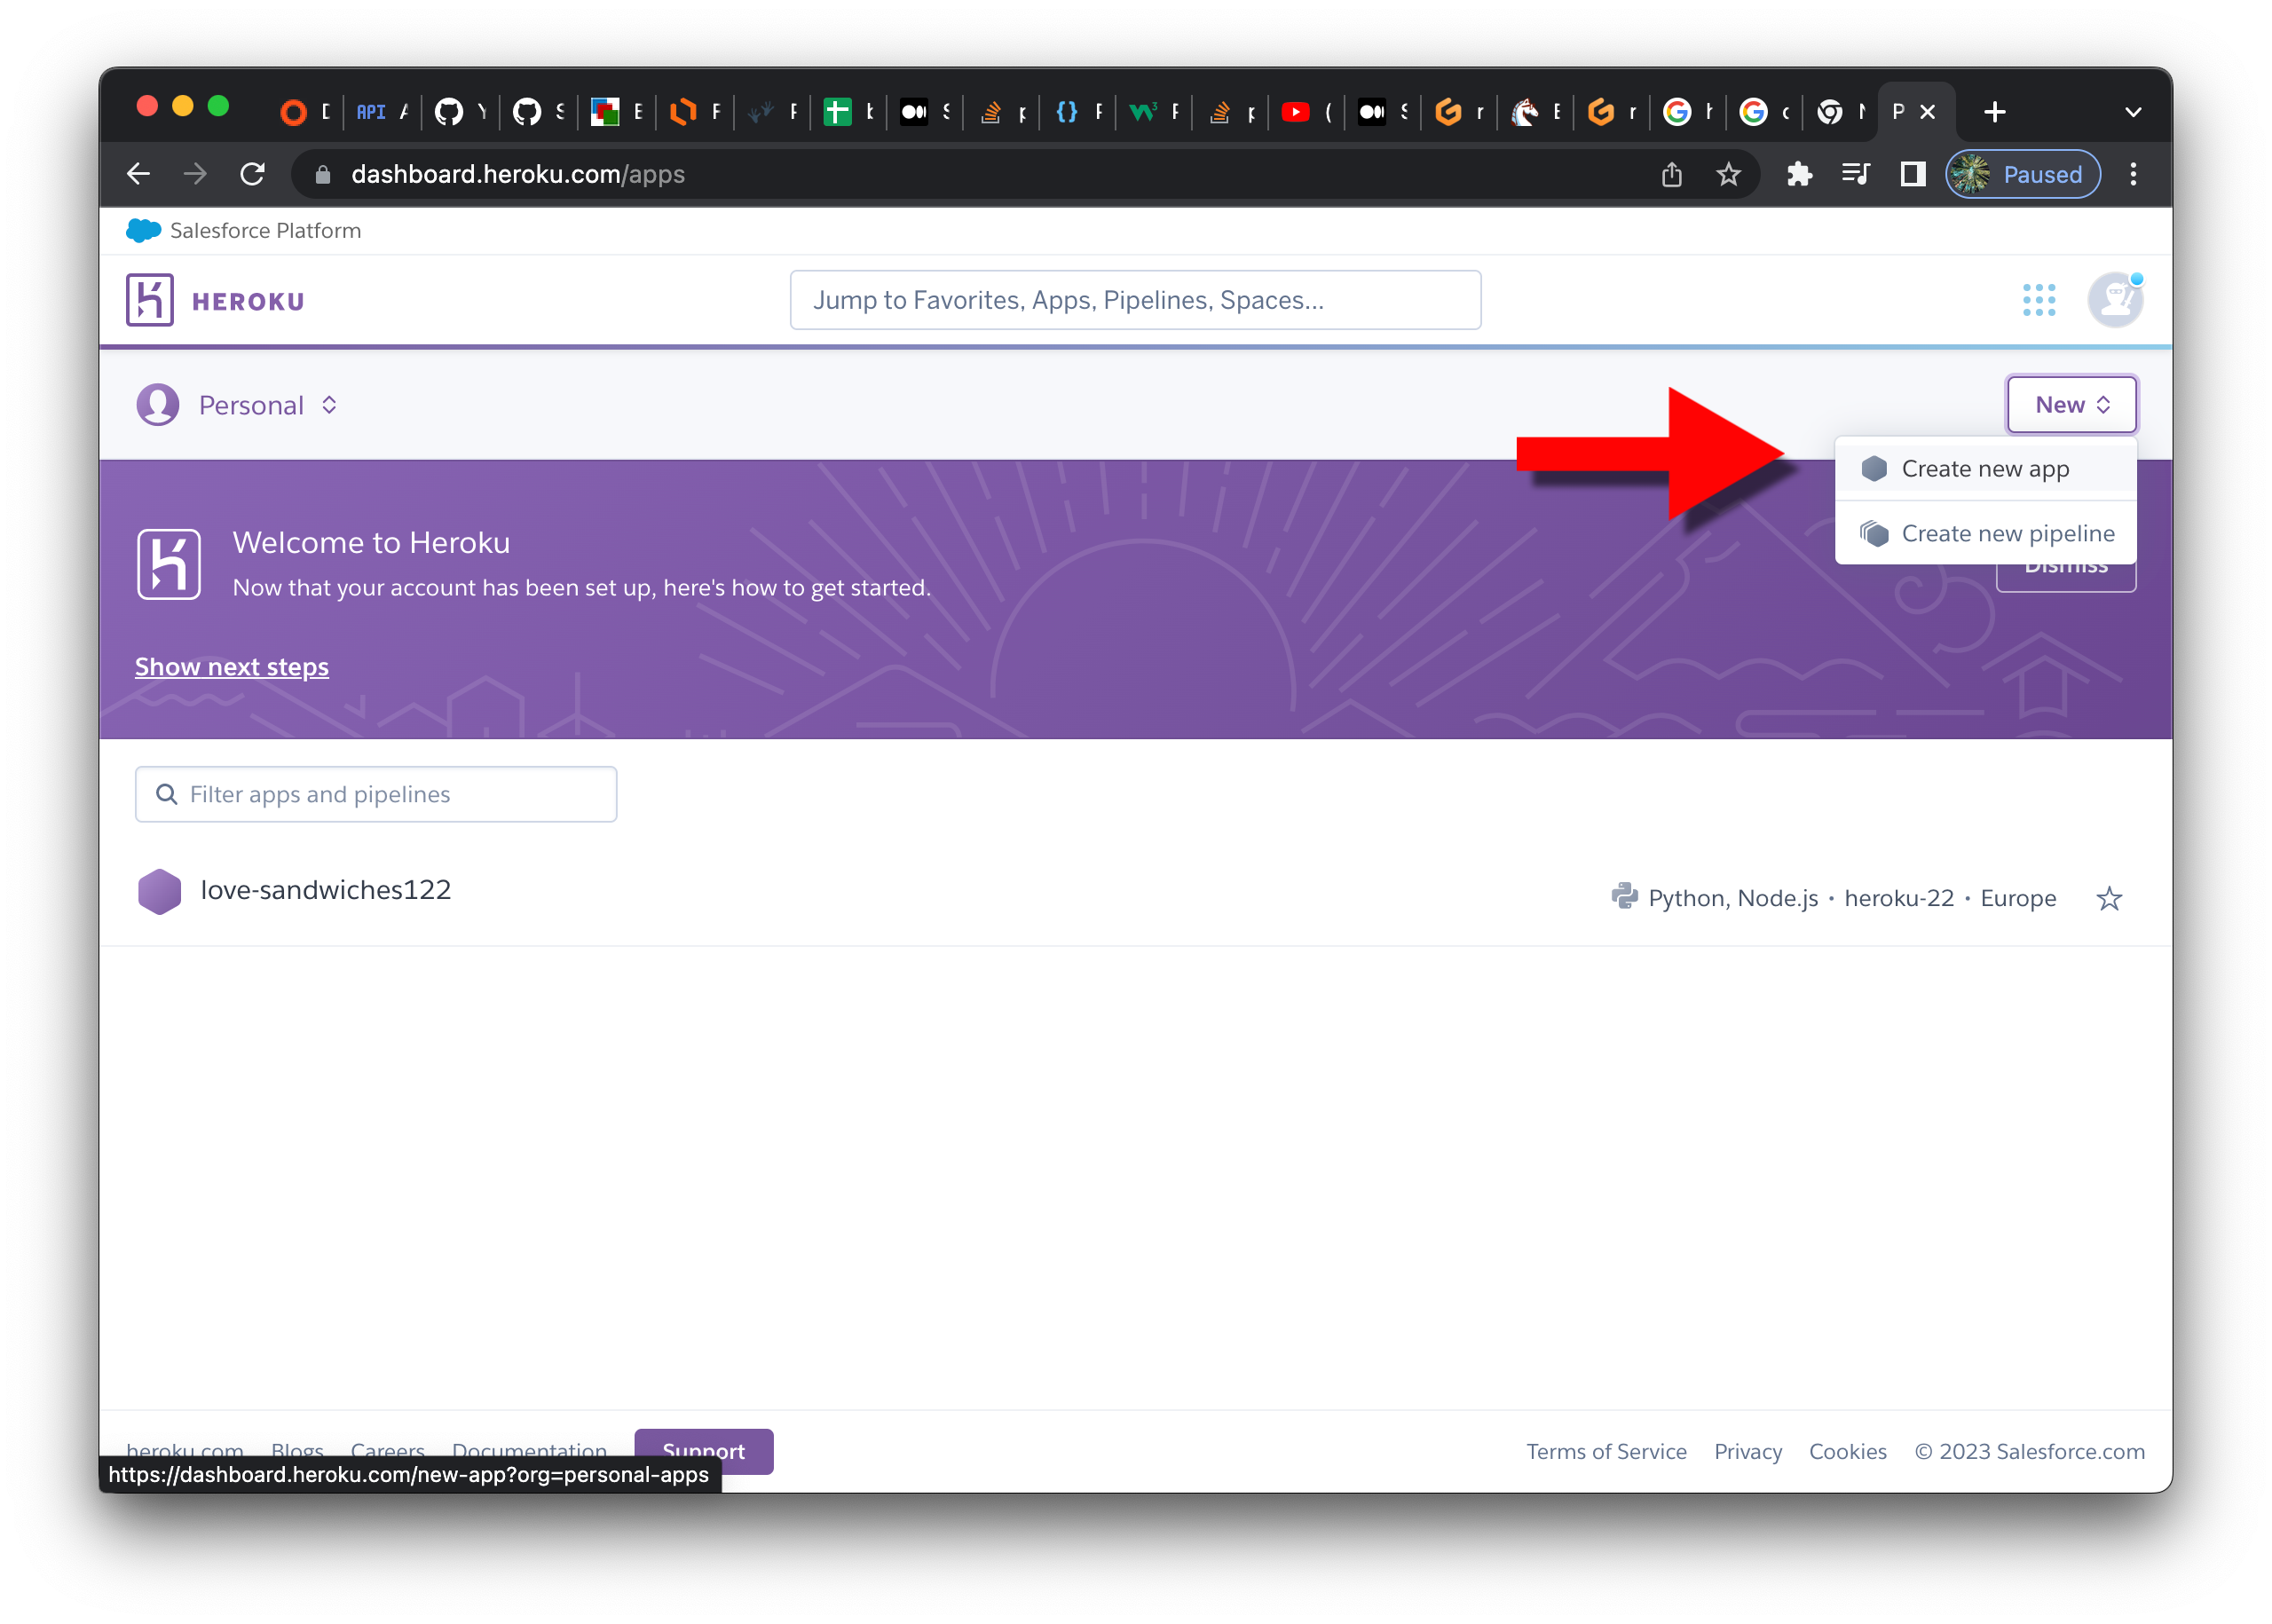 API
dashboard.heroku.com/apps
Paused
Salesforce Platform
HEROKU
Jump to Favorites, Apps, Pipelines, Spaces...
Personal
New
Create new app
Create new pipeline
Dismiss
Welcome to Heroku
Now that your account has been set up, here's how to get started.
Show next steps
Filter apps and pipelines
love-sandwiches122
Python, Node.js • heroku-22 • Europe
heroku.com Blogs Careers Documentation Support
Terms of Service Privacy Cookies © 2023 Salesforce.com
https://dashboard.heroku.com/new-app?org=personal-apps